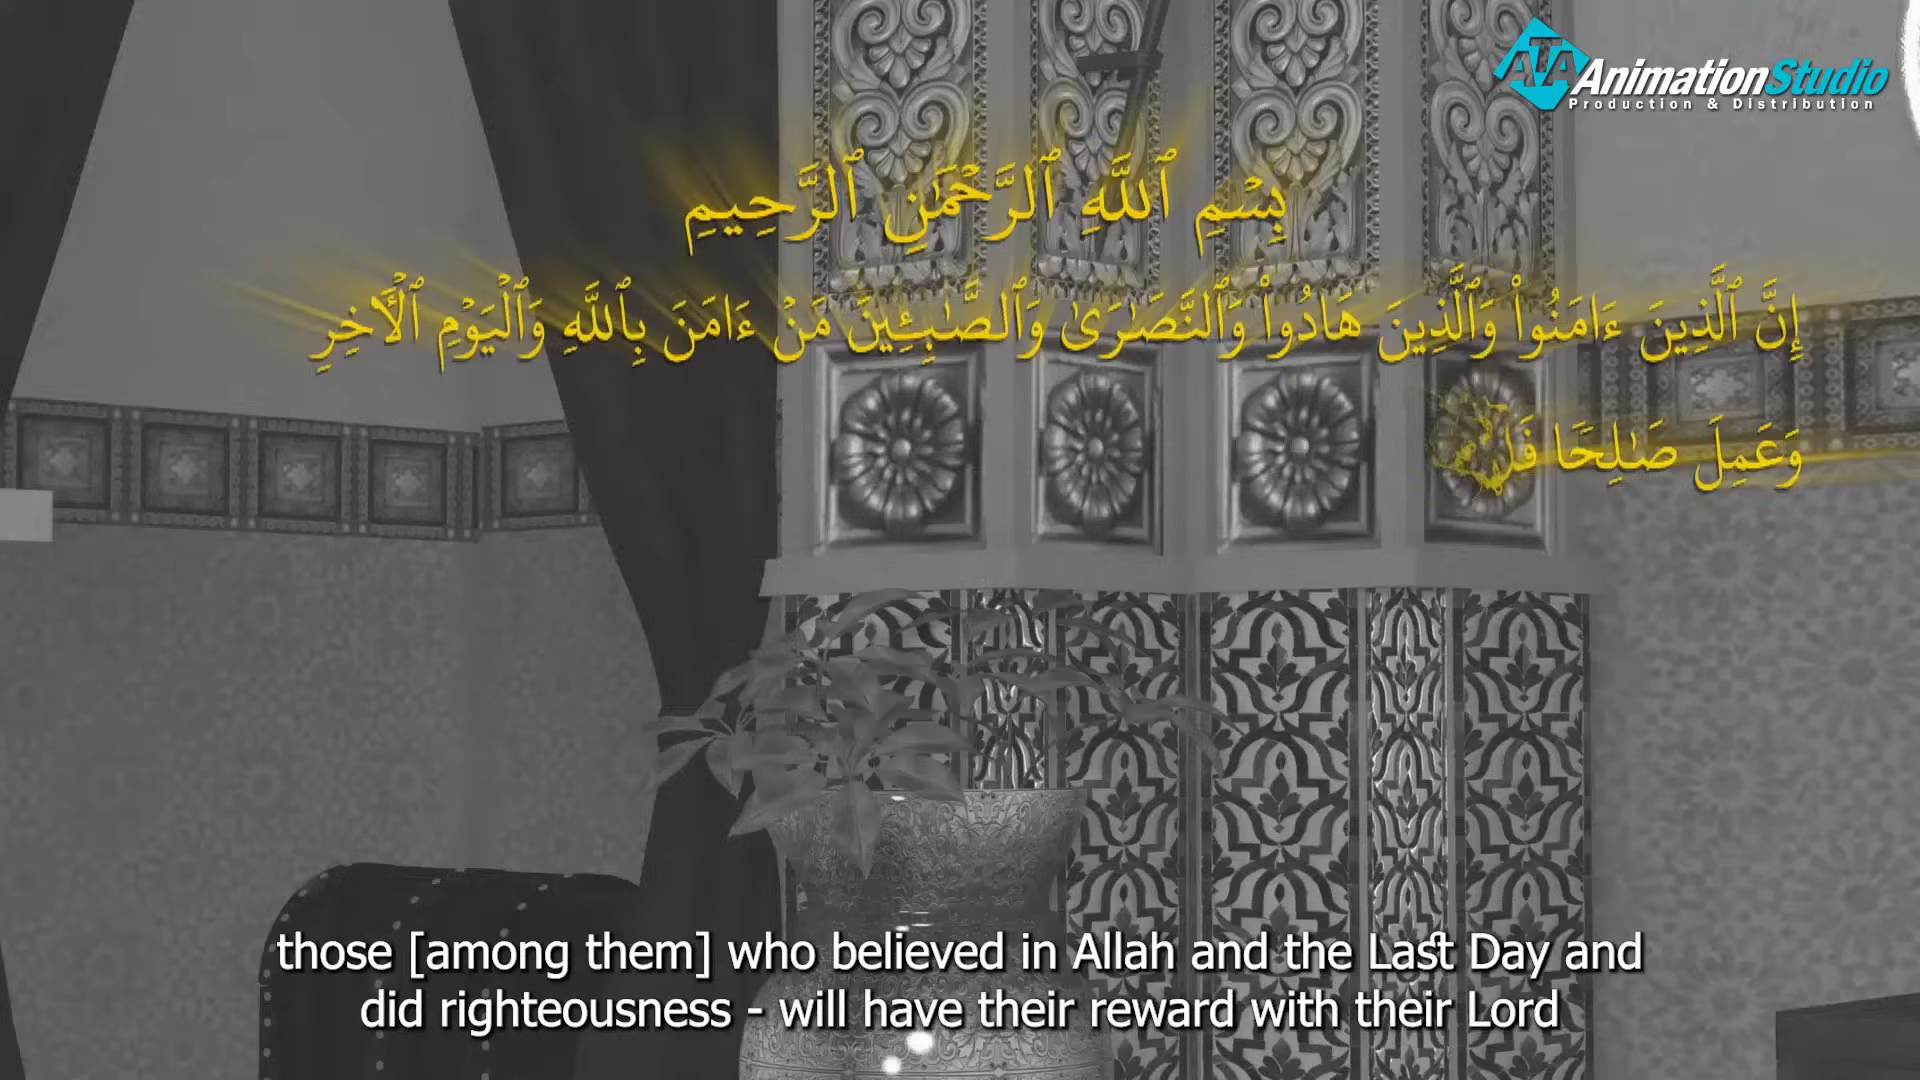 ATA
AnimationStudio
Production & Distribution
بِسْمِ ٱللَّهِ ٱلرَّحْمَٰنِ ٱلرَّحِيمِ
إِنَّ ٱلَّذِينَ ءَامَنُوا۟ وَٱلَّذِينَ هَادُوا۟ وَٱلنَّصَٰرَىٰ وَٱلصَّٰبِـِٔينَ مَنْ ءَامَنَ بِٱللَّهِ وَٱلْيَوْمِ ٱلْـَٔاخِرِ
وَعَمِلَ صَٰلِحًا
those [among them] who believed in Allah and the Last Day and
did righteousness - will have their reward with their Lord